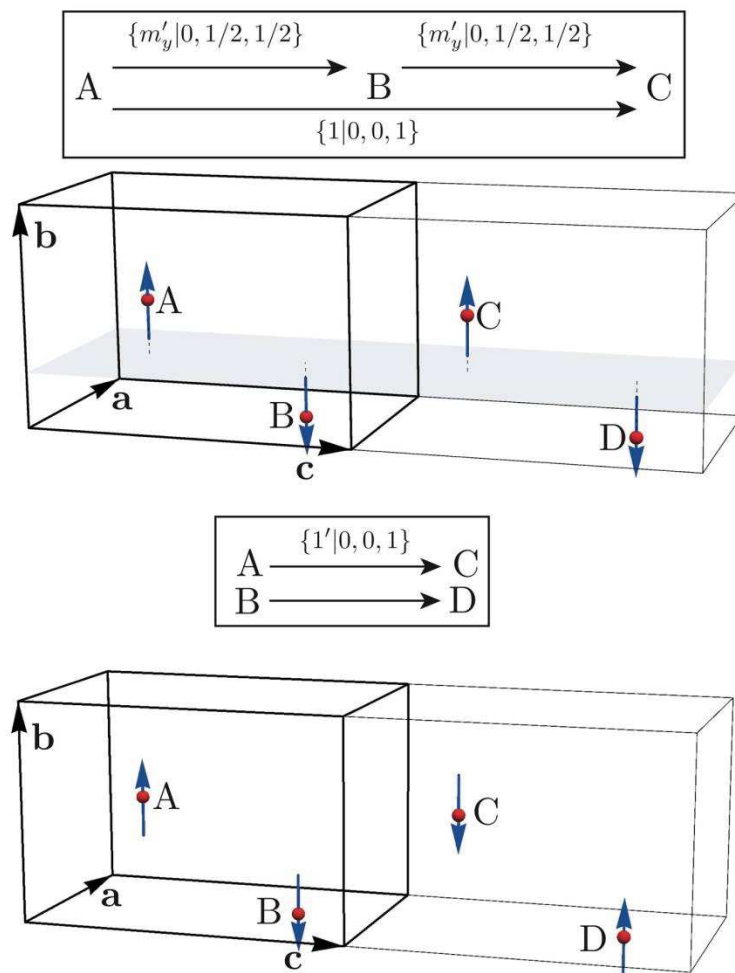 {m′_y|0, 1/2, 1/2} {m′_y|0, 1/2, 1/2}
A B C
{1|0, 0, 1}
b
A
C
a
B
D
c
{1′|0, 0, 1}
A C
B D
b
A
C
a
B
D
c